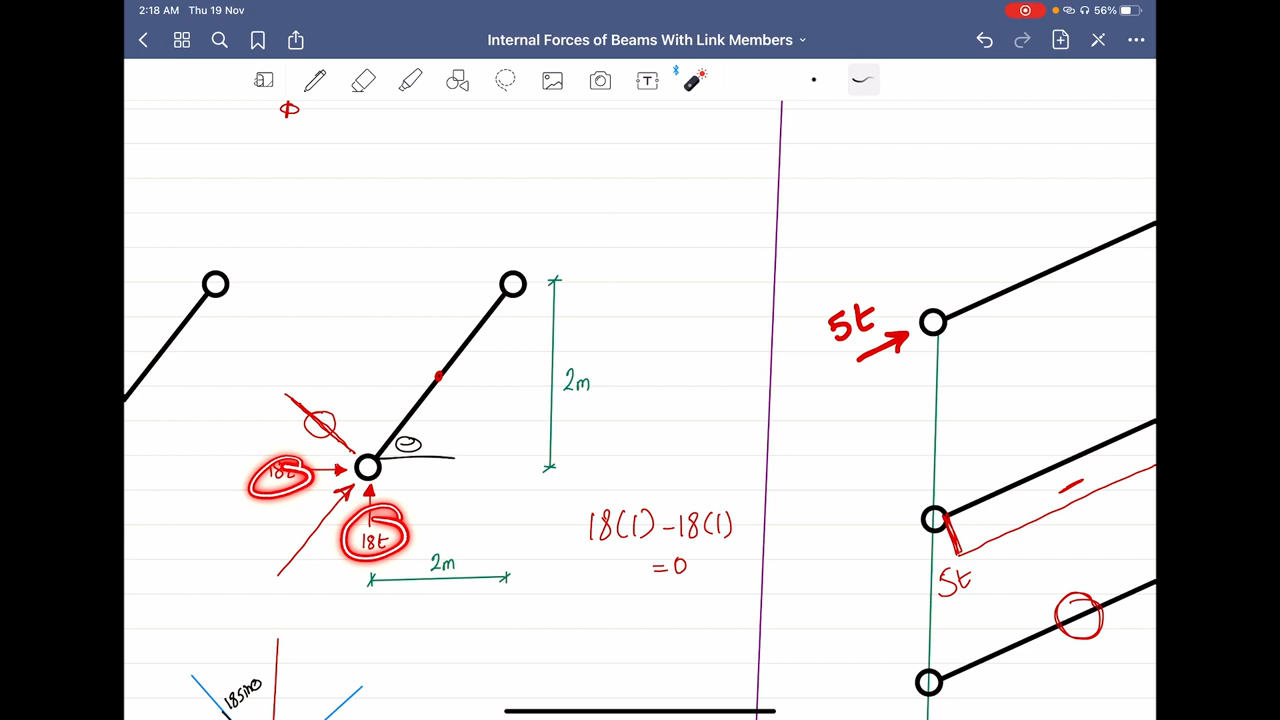 2:18 AM Thu 19 Nov
56%
Internal Forces of Beams With Link Members
T
5t
2m
18t
18t
18(1) - 18(1)
= 0
2m
5t
18sinθ